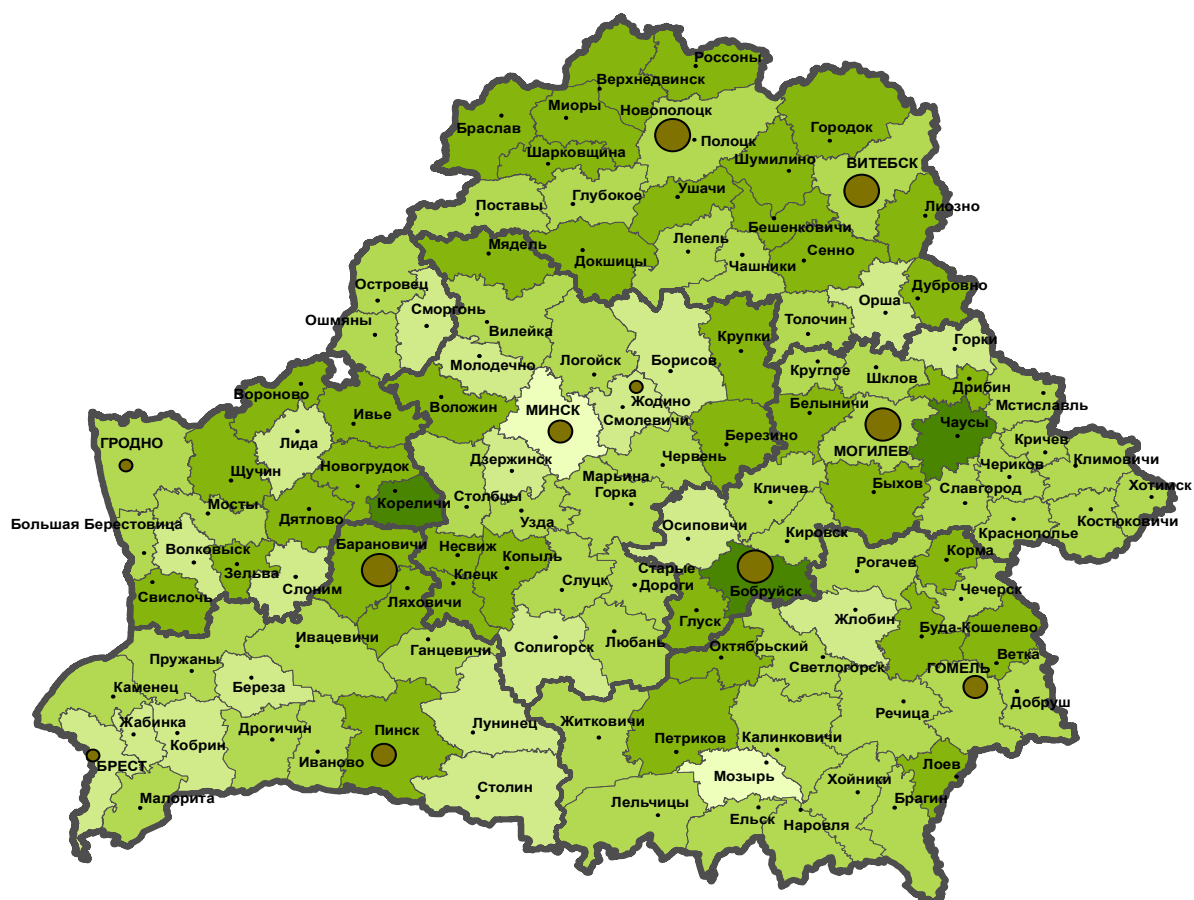 Россоны
Верхнедвинск
Миоры
Новополоцк
Браслав
Городок
Полоцк
Шарковщина
Шумилино
ВИТЕБСК
Ушачи
Глубокое
Поставы
Лиозно
Бешенковичи
Мядель
Лепель
Сенно
Докшицы
Чашники
Островец
Дубровно
Орша
Сморгонь
Ошмяны
Толочин
Вилейка
Крупки
Горки
Логойск
Борисов
Молодечно
Круглое
Шклов
Дрибин
Вороново
Жодино
Воложин
МИНСК
Белыничи
Мстиславль
Ивье
Смолевичи
Чаусы
ГРОДНО
Лида
Березино
Кричев
МОГИЛЕВ
Дзержинск
Червень
Климовичи
Щучин
Новогрудок
Марьина
Горка
Чериков
Быхов
Хотимск
Кличев
Славгород
Столбцы
Кореличи
Мосты
Дятлово
Узда
Костюковичи
Большая Берестовица
Осиповичи
Кировск
Краснополье
Барановичи
Несвиж
Волковыск
Копыль
Корма
Рогачев
Зельва
Клецк
Старые
Дороги
Слуцк
Слоним
Бобруйск
Чечерск
Свислочь
Ляховичи
Жлобин
Глуск
Буда-Кошелево
Ивацевичи
Любань
Ганцевичи
Солигорск
Октябрьский
Ветка
Пружаны
Светлогорск
ГОМЕЛЬ
Каменец
Береза
Добруш
Речица
Жабинка
Дрогичин
Пинск
Лунинец
Житковичи
Кобрин
Петриков
Калинковичи
БРЕСТ
Иваново
Лоев
Мозырь
Хойники
Столин
Малорита
Лельчицы
Брагин
Ельск
Наровля